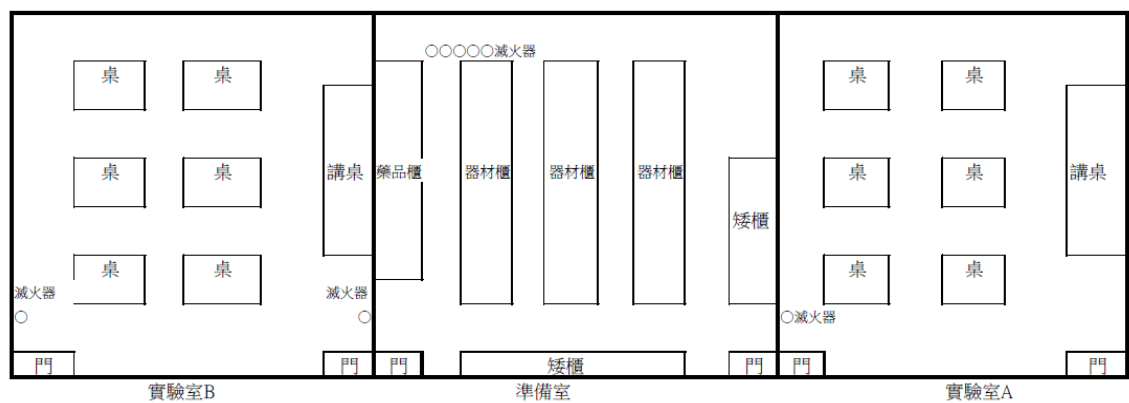 ○○○○○滅火器
桌 桌 桌 桌
講桌 藥品櫃 器材櫃 器材櫃 器材櫃 講桌
桌 桌 桌 桌
矮櫃
桌 桌 桌 桌
滅火器 滅火器
○ ○ ○滅火器
門 門 門 矮櫃 門 門 門
實驗室B 準備室 實驗室A